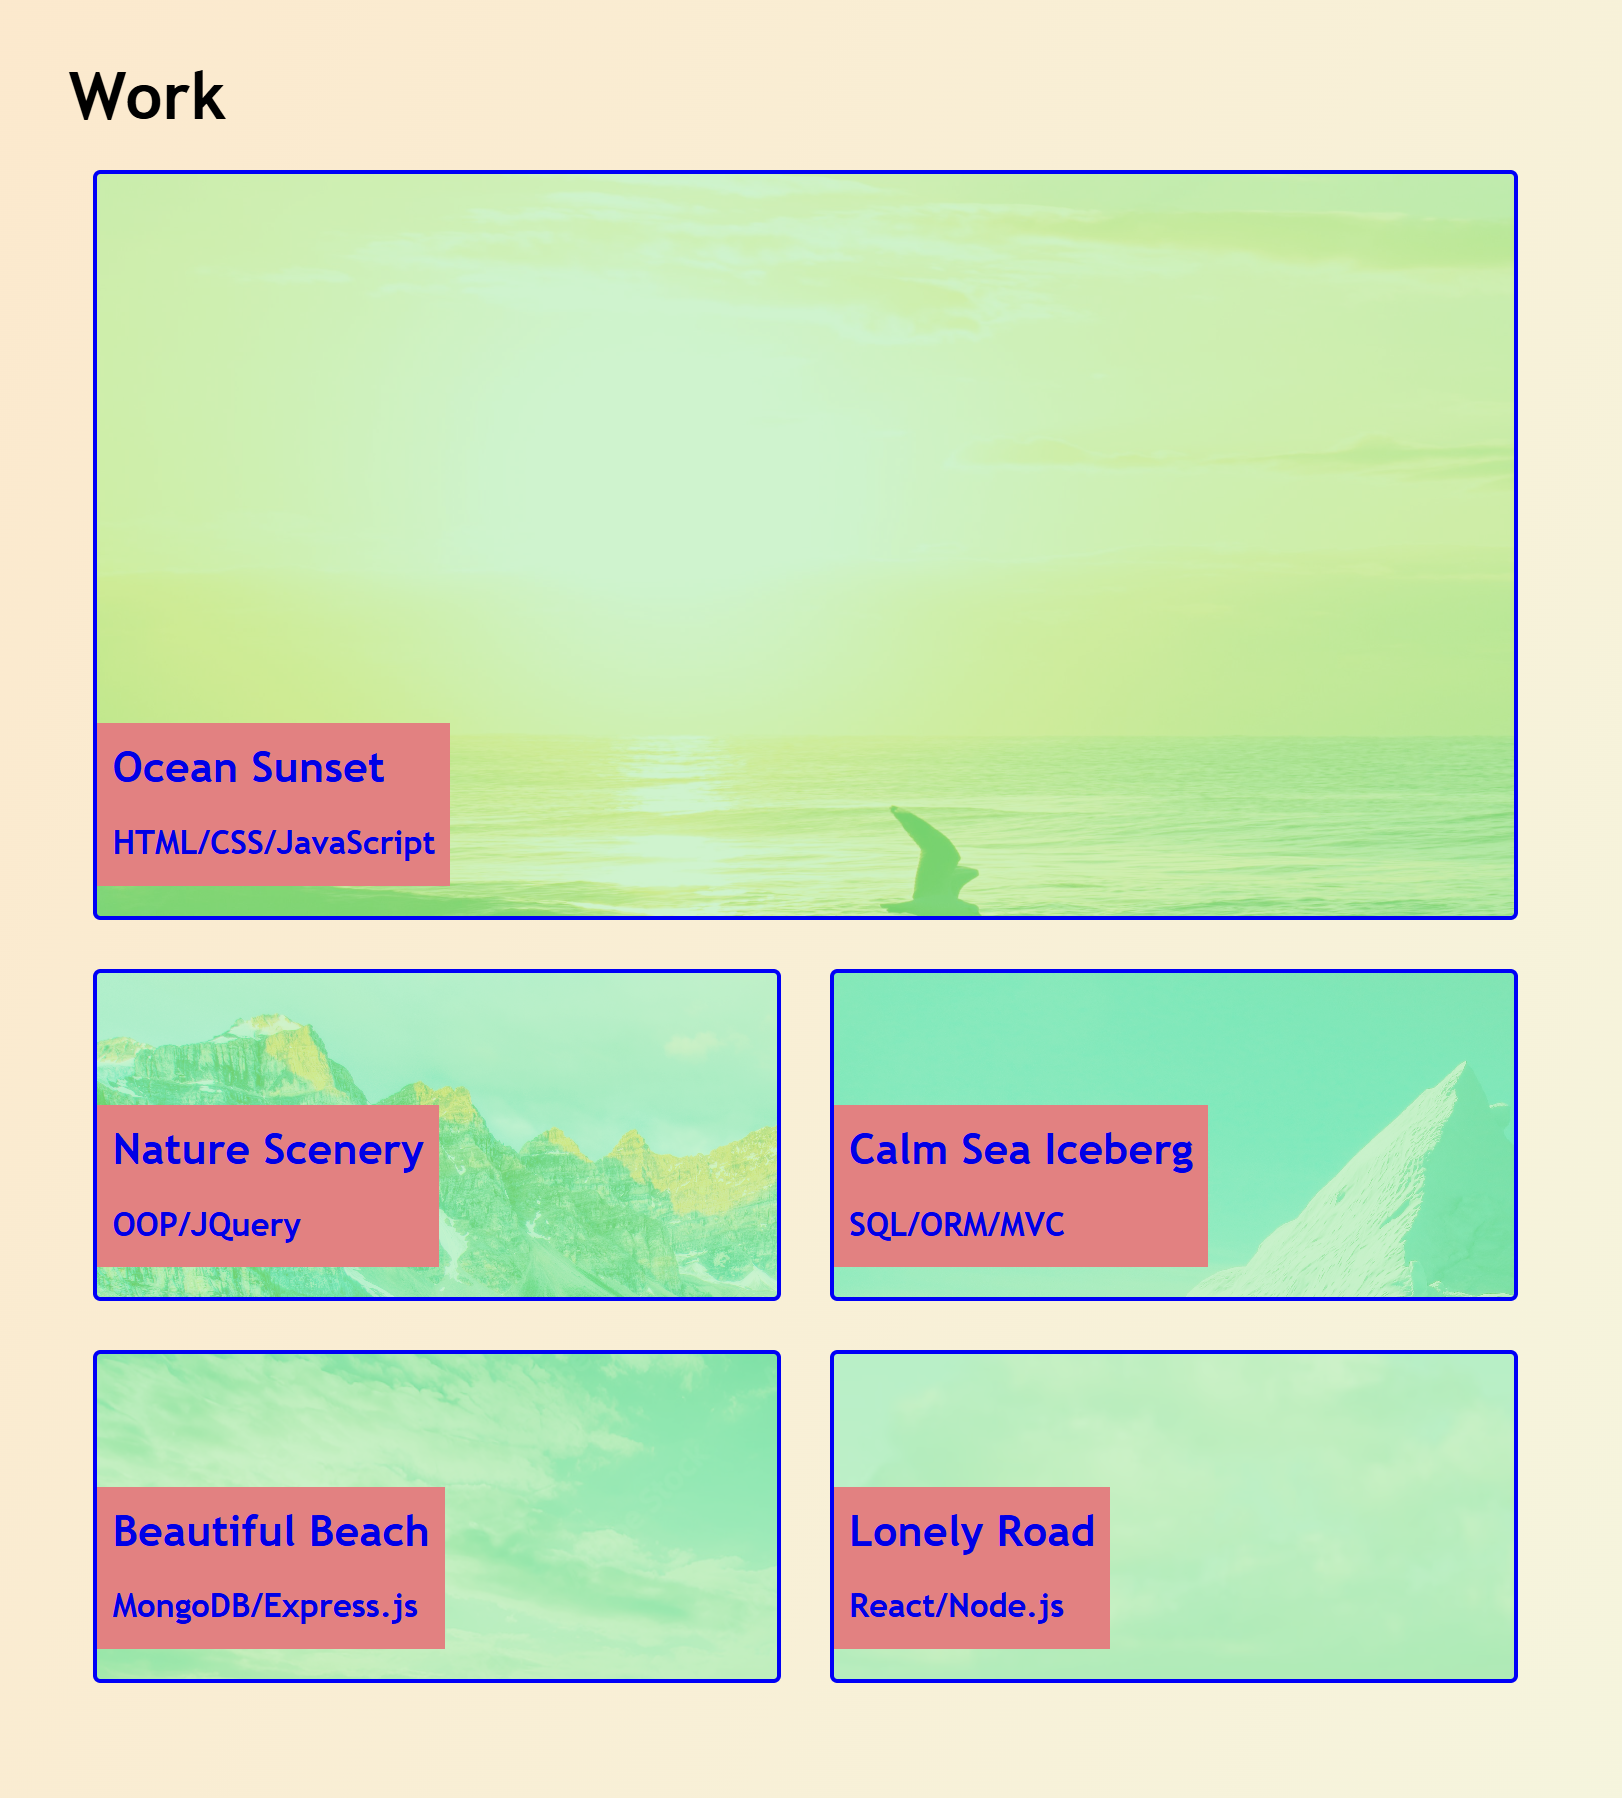 Work
Ocean Sunset
HTML/CSS/JavaScript
Nature Scenery
OOP/JQuery
Calm Sea Iceberg
SQL/ORM/MVC
Beautiful Beach
MongoDB/Express.js
Lonely Road
React/Node.js